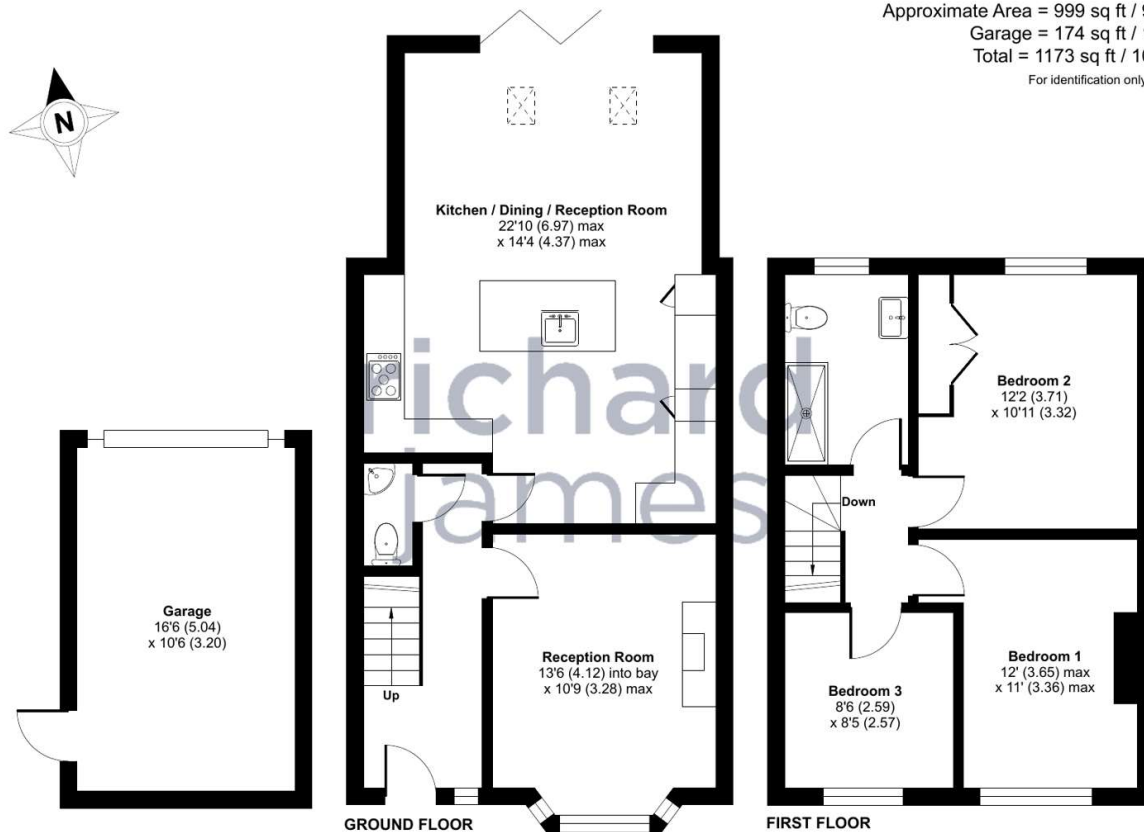 Approximate Area = 999 sq ft / 9
Garage = 174 sq ft / 1
Total = 1173 sq ft / 10
For identification only
N
Kitchen / Dining / Reception Room
22'10 (6.97) max
x 14'4 (4.37) max
richard
james
Bedroom 2
12'2 (3.71)
x 10'11 (3.32)
Down
Garage
16'6 (5.04)
x 10'6 (3.20)
Reception Room
13'6 (4.12) into bay
x 10'9 (3.28) max
Up
Bedroom 3
8'6 (2.59)
x 8'5 (2.57)
Bedroom 1
12' (3.65) max
x 11' (3.36) max
GROUND FLOOR
FIRST FLOOR